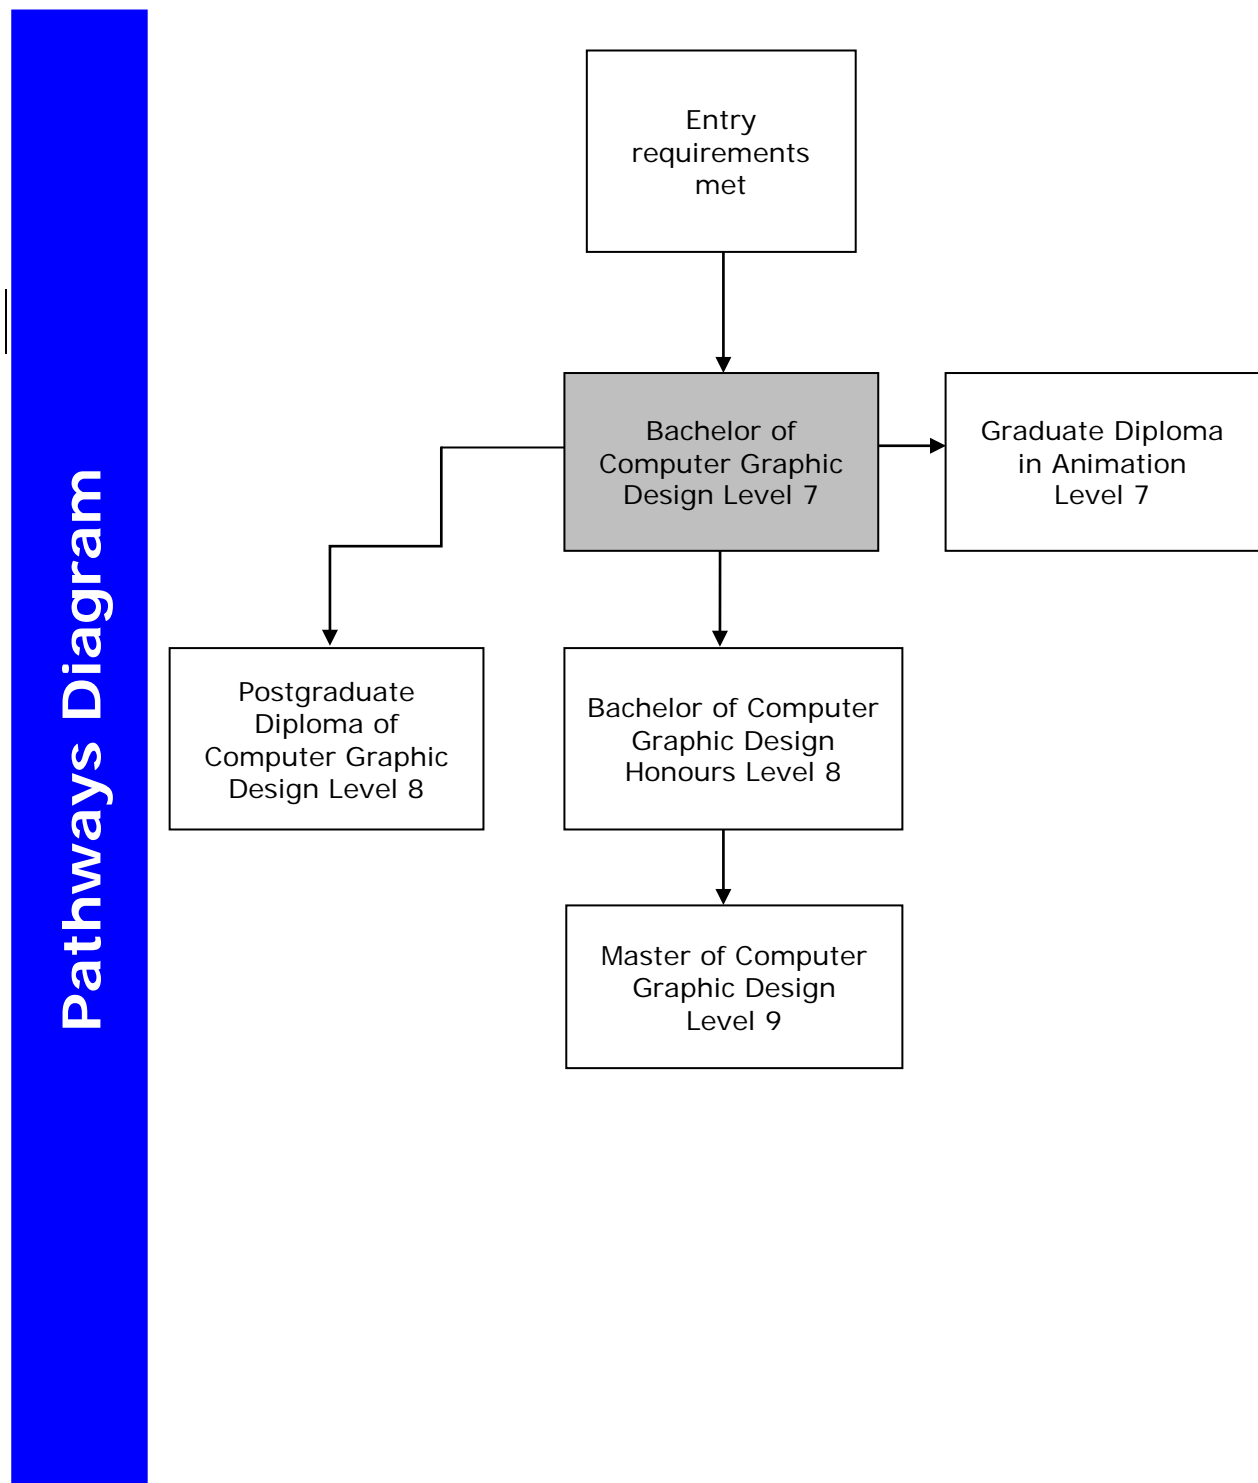 Pathways Diagram
Entry
requirements
met
Bachelor of
Computer Graphic
Design Level 7
Graduate Diploma
in Animation
Level 7
Postgraduate
Diploma of
Computer Graphic
Design Level 8
Bachelor of Computer
Graphic Design
Honours Level 8
Master of Computer
Graphic Design
Level 9